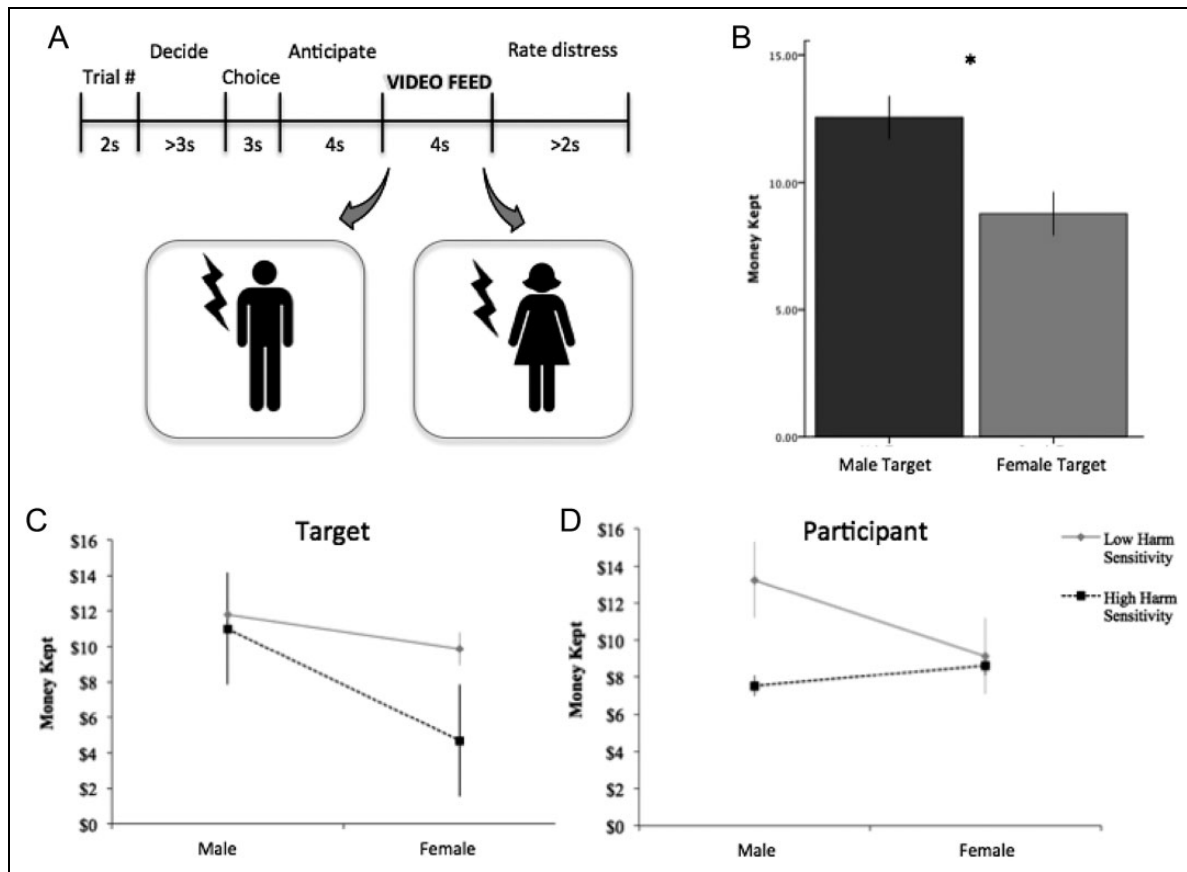 A
Decide
Anticipate
Rate distress
Trial #
Choice
VIDEO FEED
2s
>3s
3s
4s
4s
>2s
B
15.00
*
10.00
5.00
0.00
Money Kept
Male Target
Female Target
C
Target
$16
$14
$12
$10
$8
$6
$4
$2
$0
Money Kept
Male
Female
D
Participant
$16
$14
$12
$10
$8
$6
$4
$2
$0
Money Kept
Male
Female
Low Harm
Sensitivity
High Harm
Sensitivity